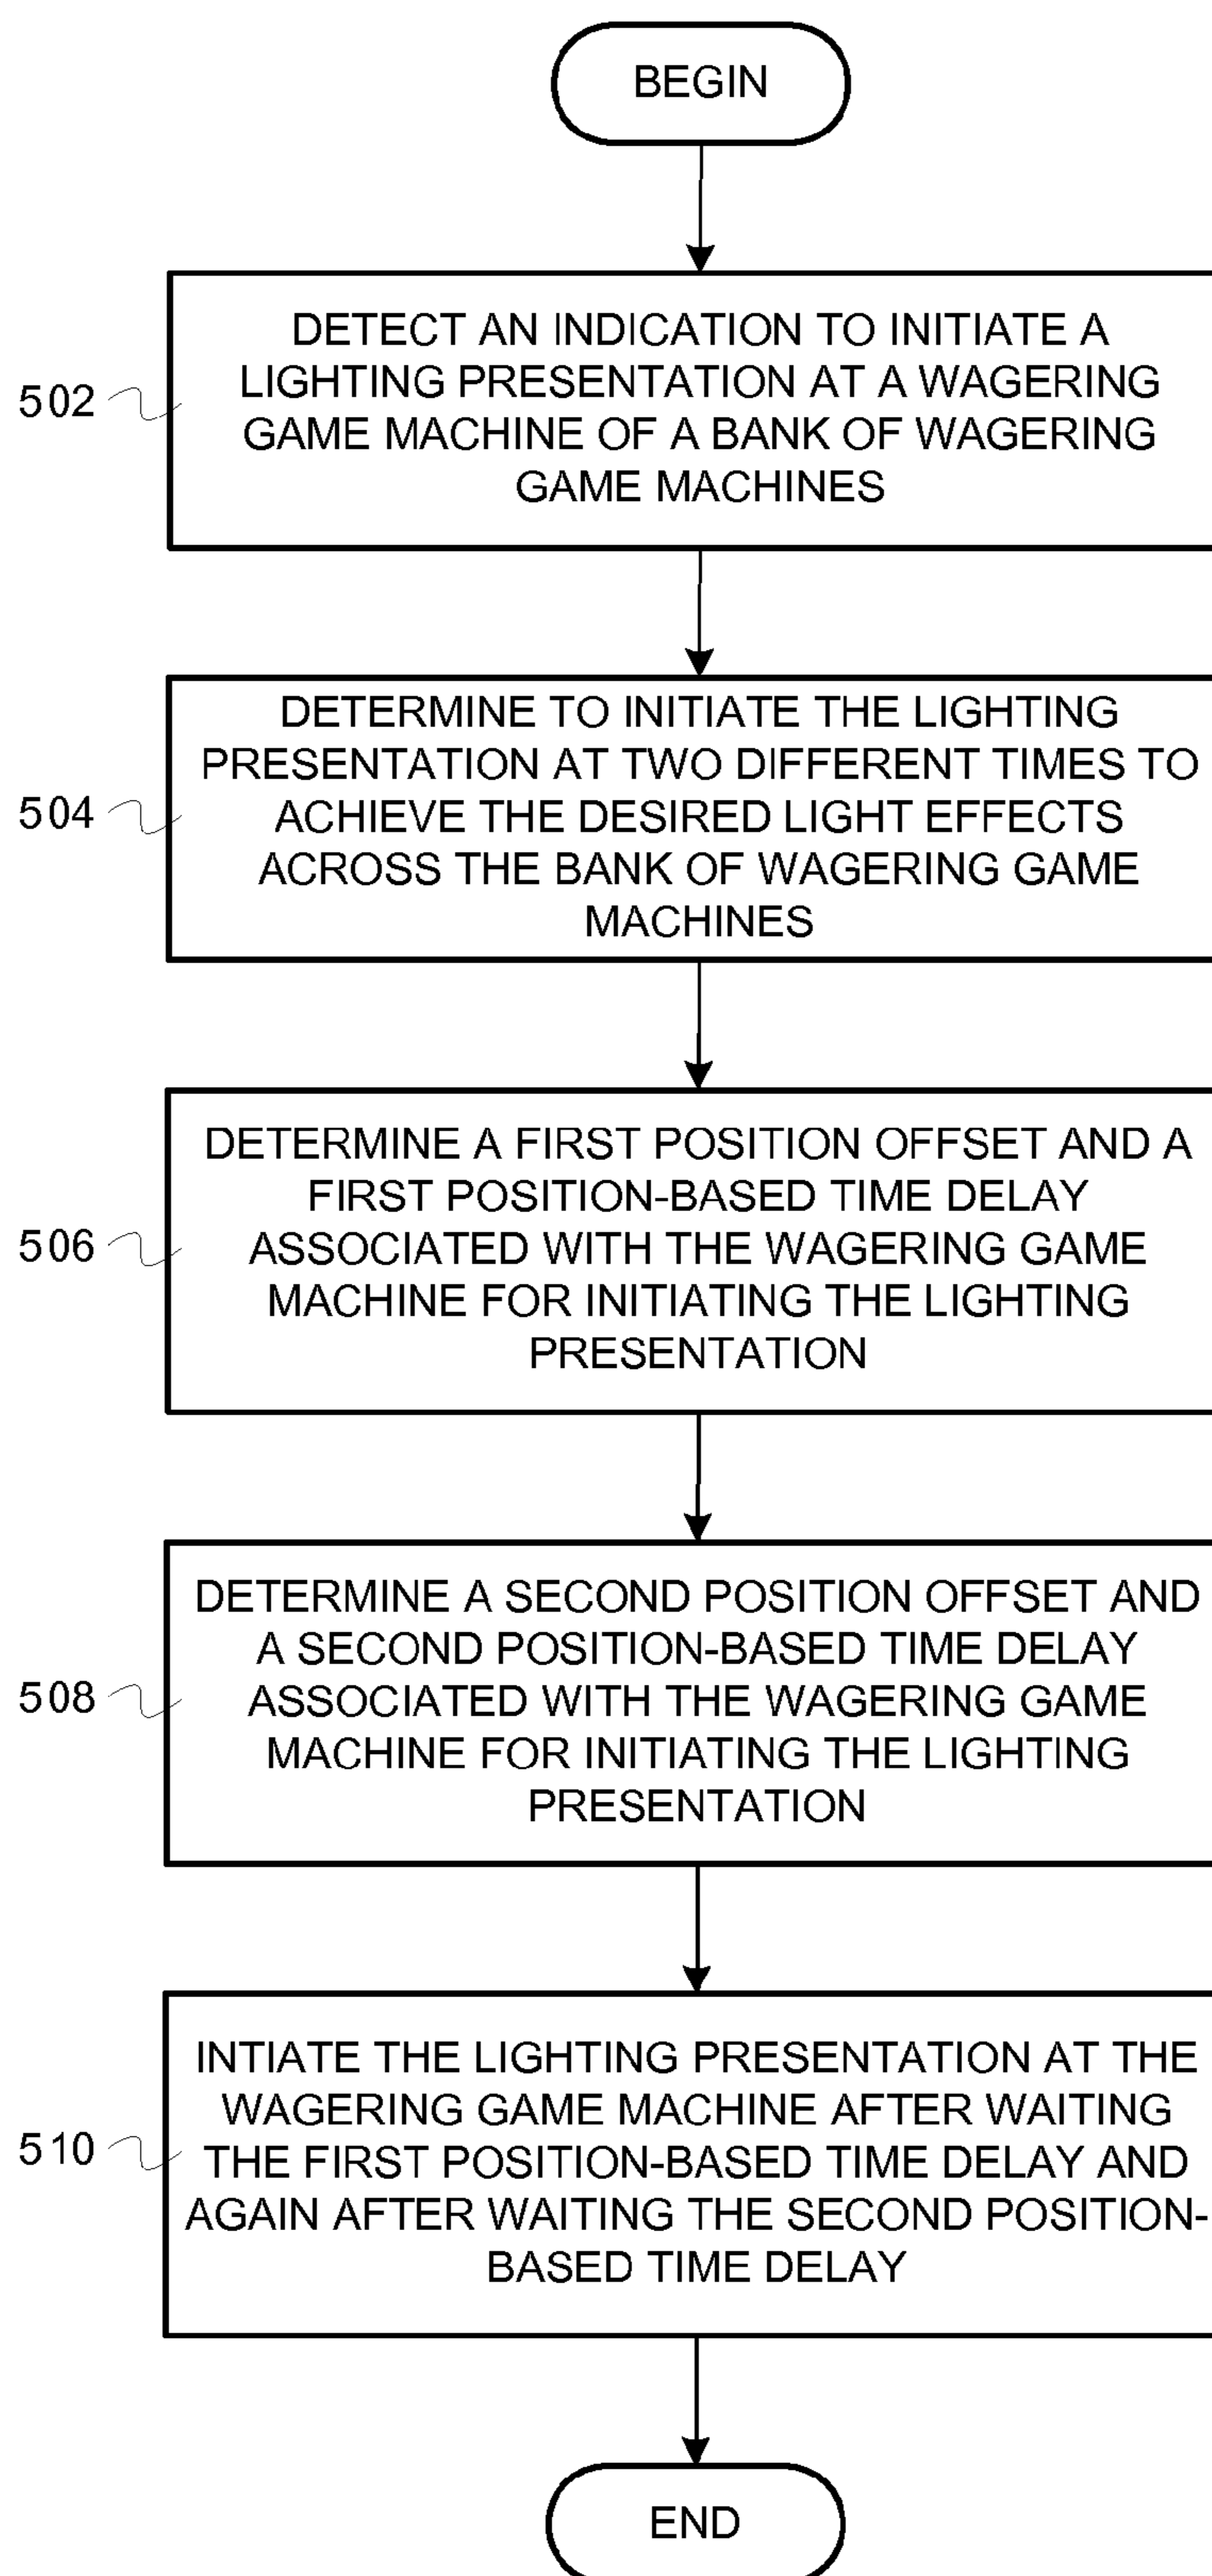 BEGIN
DETECT AN INDICATION TO INITIATE A
LIGHTING PRESENTATION AT A WAGERING
GAME MACHINE OF A BANK OF WAGERING
GAME MACHINES
502
DETERMINE TO INITIATE THE LIGHTING
PRESENTATION AT TWO DIFFERENT TIMES TO
ACHIEVE THE DESIRED LIGHT EFFECTS
ACROSS THE BANK OF WAGERING GAME
MACHINES
504
DETERMINE A FIRST POSITION OFFSET AND A
FIRST POSITION-BASED TIME DELAY
ASSOCIATED WITH THE WAGERING GAME
MACHINE FOR INITIATING THE LIGHTING
PRESENTATION
506
DETERMINE A SECOND POSITION OFFSET AND
A SECOND POSITION-BASED TIME DELAY
ASSOCIATED WITH THE WAGERING GAME
MACHINE FOR INITIATING THE LIGHTING
PRESENTATION
508
INTIATE THE LIGHTING PRESENTATION AT THE
WAGERING GAME MACHINE AFTER WAITING
THE FIRST POSITION-BASED TIME DELAY AND
AGAIN AFTER WAITING THE SECOND POSITION-
BASED TIME DELAY
510
END